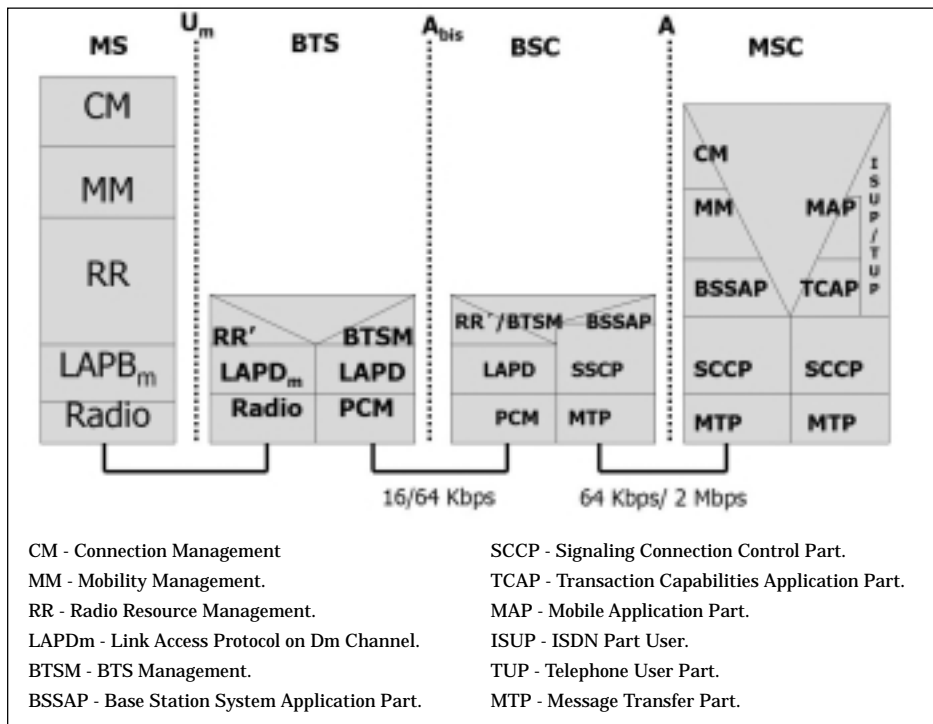 MS Um BTS Abis BSC A MSC
CM
MM
RR
LAPBm
Radio
RR' BTSM
LAPDm LAPD
Radio PCM
RR'/BTSM BSSAP
LAPD SSCP
PCM MTP
CM
MM MAP
BSSAP TCAP
ISUP/TUP
SCCP SCCP
MTP MTP
16/64 Kbps 64 Kbps/ 2 Mbps
CM - Connection Management
MM - Mobility Management.
RR - Radio Resource Management.
LAPDm - Link Access Protocol on Dm Channel.
BTSM - BTS Management.
BSSAP - Base Station System Application Part.
SCCP - Signaling Connection Control Part.
TCAP - Transaction Capabilities Application Part.
MAP - Mobile Application Part.
ISUP - ISDN Part User.
TUP - Telephone User Part.
MTP - Message Transfer Part.